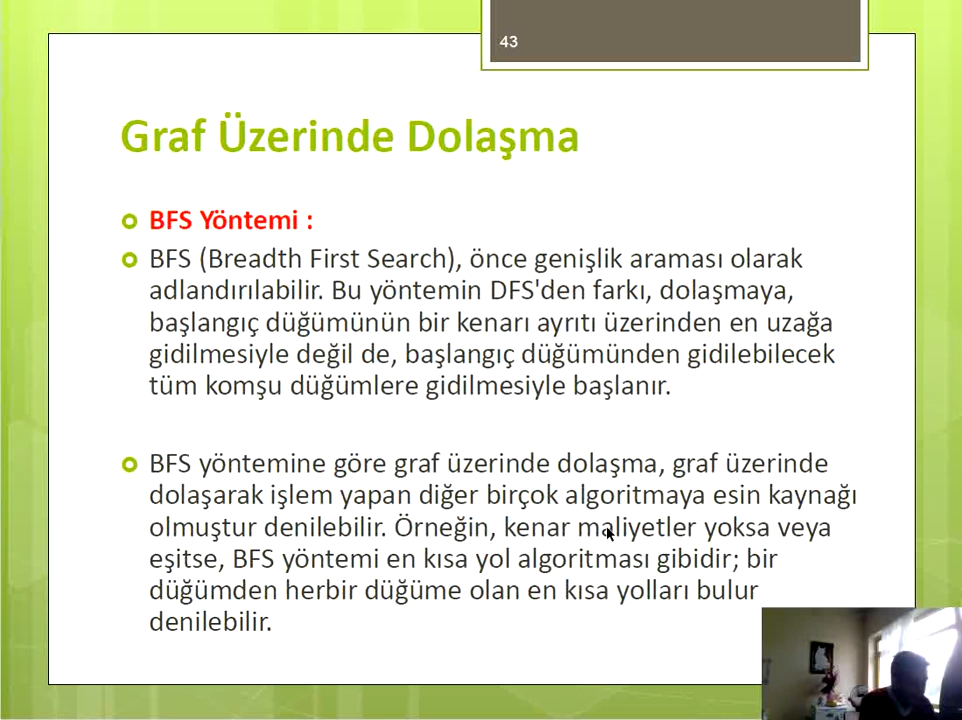 43
Graf Üzerinde Dolaşma
BFS Yöntemi :
BFS (Breadth First Search), önce genişlik araması olarak
adlandırılabilir. Bu yöntemin DFS'den farkı, dolaşmaya,
başlangıç düğümünün bir kenarı ayrıtı üzerinden en uzağa
gidilmesiyle değil de, başlangıç düğümünden gidilebilecek
tüm komşu düğümlere gidilmesiyle başlanır.
BFS yöntemine göre graf üzerinde dolaşma, graf üzerinde
dolaşarak işlem yapan diğer birçok algoritmaya esin kaynağı
olmuştur denilebilir. Örneğin, kenar maliyetler yoksa veya
eşitse, BFS yöntemi en kısa yol algoritması gibidir; bir
düğümden herbir düğüme olan en kısa yolları bulur
denilebilir.